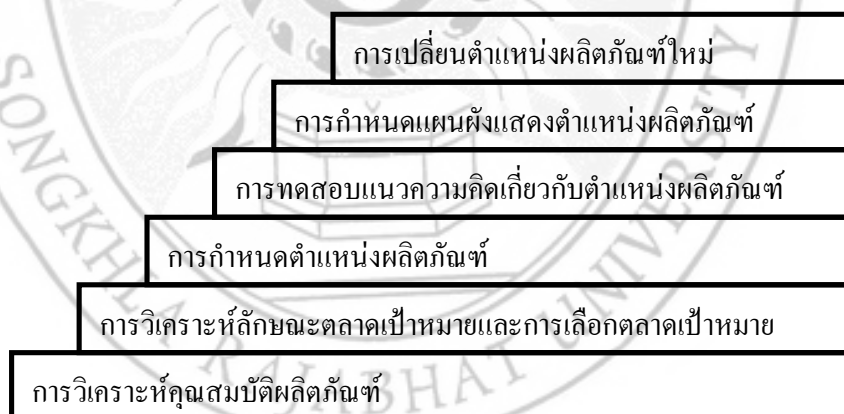 การเปลี่ยนตำแหน่งผลิตภัณฑ์ใหม่
การกำหนดแผนผังแสดงตำแหน่งผลิตภัณฑ์
การทดสอบแนวความคิดเกี่ยวกับตำแหน่งผลิตภัณฑ์
การกำหนดตำแหน่งผลิตภัณฑ์
การวิเคราะห์ลักษณะตลาดเป้าหมายและการเลือกตลาดเป้าหมาย
การวิเคราะห์คุณสมบัติผลิตภัณฑ์
SONGKHLA RAJABHAT UNIVERSITY